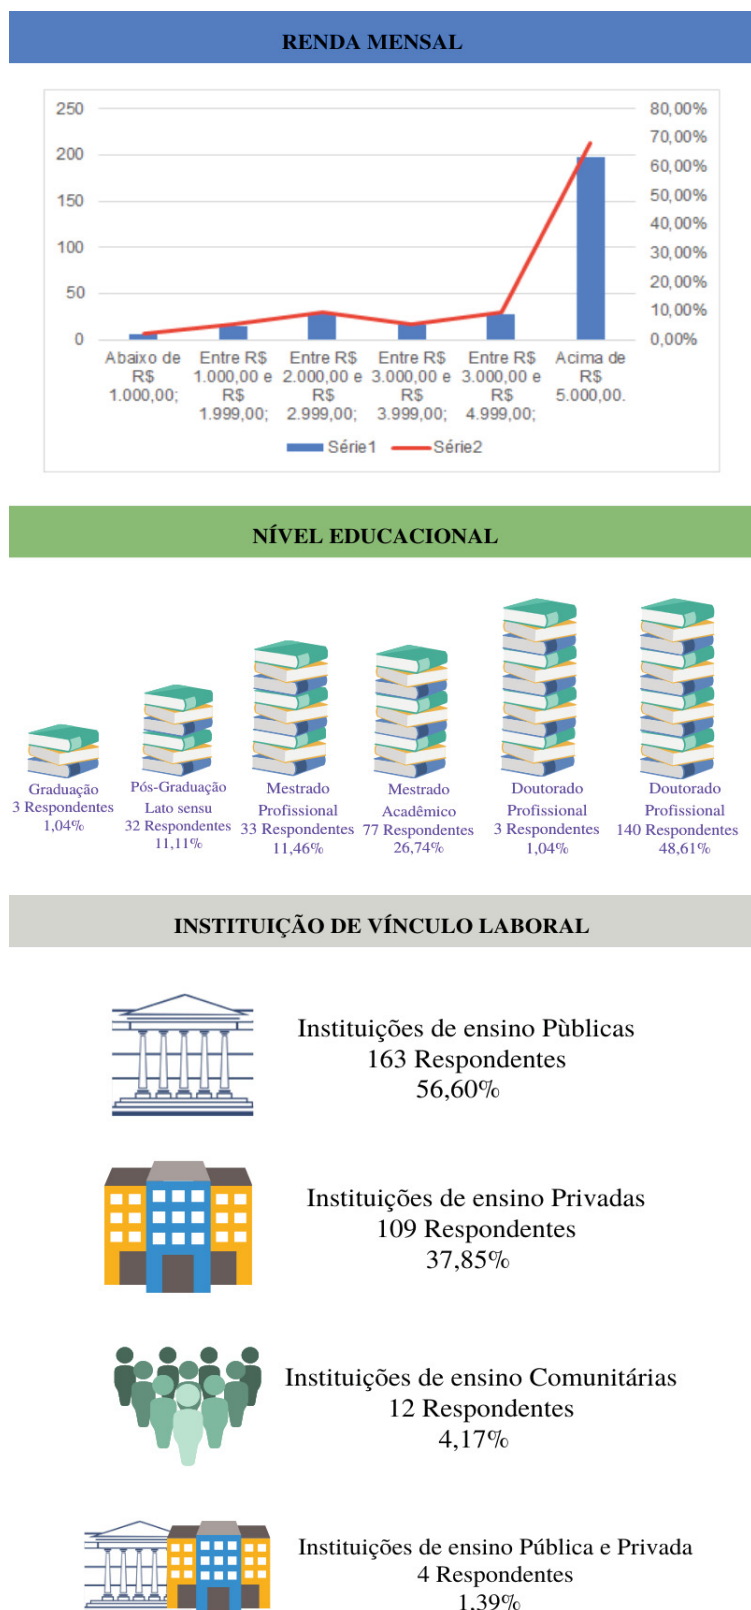 RENDA MENSAL
250
200
150
100
50
0
80,00%
70,00%
60,00%
50,00%
40,00%
30,00%
20,00%
10,00%
0,00%
Abaixo de
R$
1.000,00;
Entre R$
1.000,00 e
R$
1.999,00;
Entre R$
2.000,00 e
R$
2.999,00;
Entre R$
3.000,00 e
R$
3.999,00;
Entre R$
3.000,00 e
R$
4.999,00;
Acima de
R$
5.000,00.
Série1
Série2
NÍVEL EDUCACIONAL
Graduação
3 Respondentes
1,04%
Pós-Graduação
Lato sensu
32 Respondentes
11,11%
Mestrado
Profissional
33 Respondentes
11,46%
Mestrado
Acadêmico
77 Respondentes
26,74%
Doutorado
Profissional
3 Respondentes
1,04%
Doutorado
Profissional
140 Respondentes
48,61%
INSTITUIÇÃO DE VÍNCULO LABORAL
Instituições de ensino Pùblicas
163 Respondentes
56,60%
Instituições de ensino Privadas
109 Respondentes
37,85%
Instituições de ensino Comunitárias
12 Respondentes
4,17%
Instituições de ensino Pública e Privada
4 Respondentes
1,39%